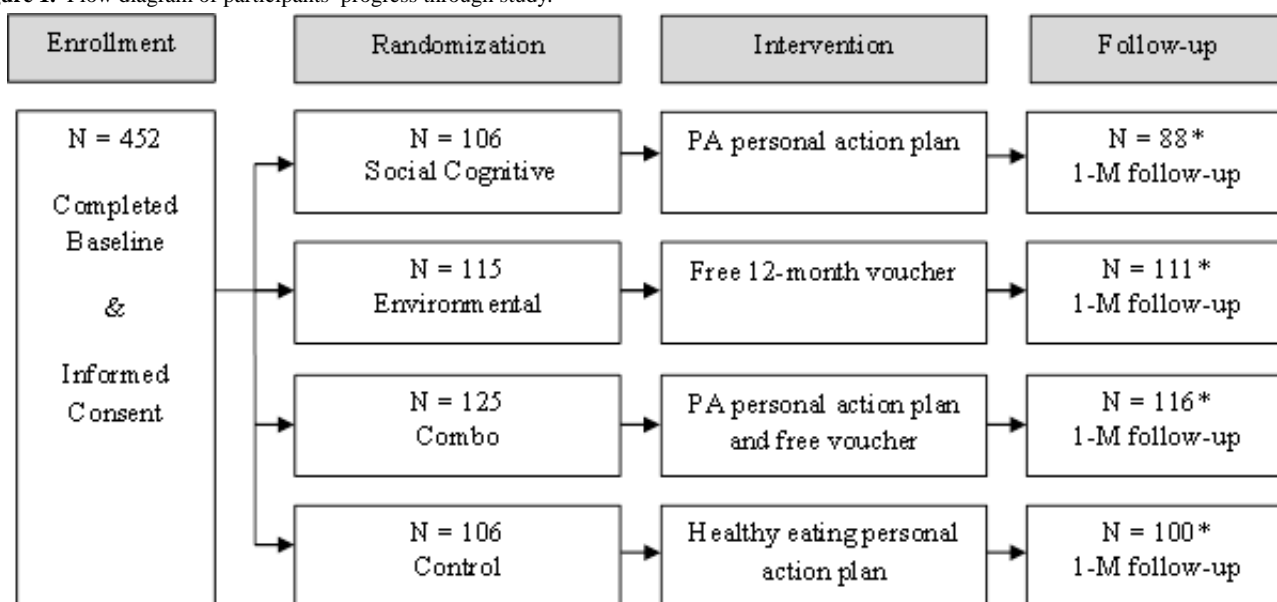 Figure 1. Flow diagram of participants' progress through study.
Enrollment
Randomization
Intervention
Follow-up
N = 452
Completed
Baseline
&
Informed
Consent
N = 106
Social Cognitive
PA personal action plan
N = 88*
1-M follow-up
N = 115
Environmental
Free 12-month voucher
N = 111*
1-M follow-up
N = 125
Combo
PA personal action plan
and free voucher
N = 116*
1-M follow-up
N = 106
Control
Healthy eating personal
action plan
N = 100*
1-M follow-up